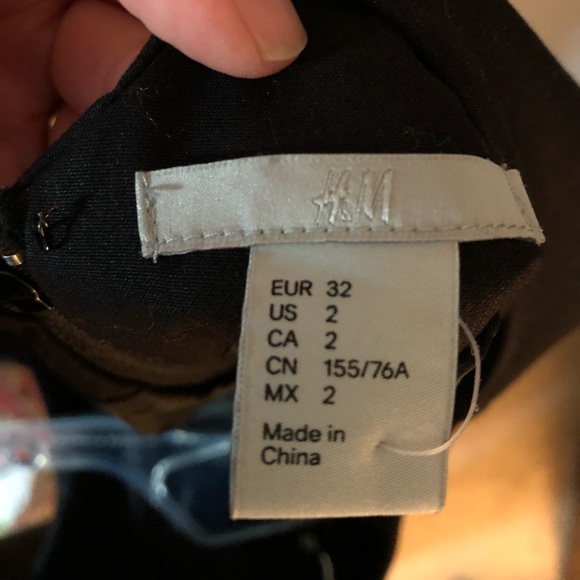 H&M
EUR 32
US 2
CA 2
CN 155/76A
MX 2
Made in
China